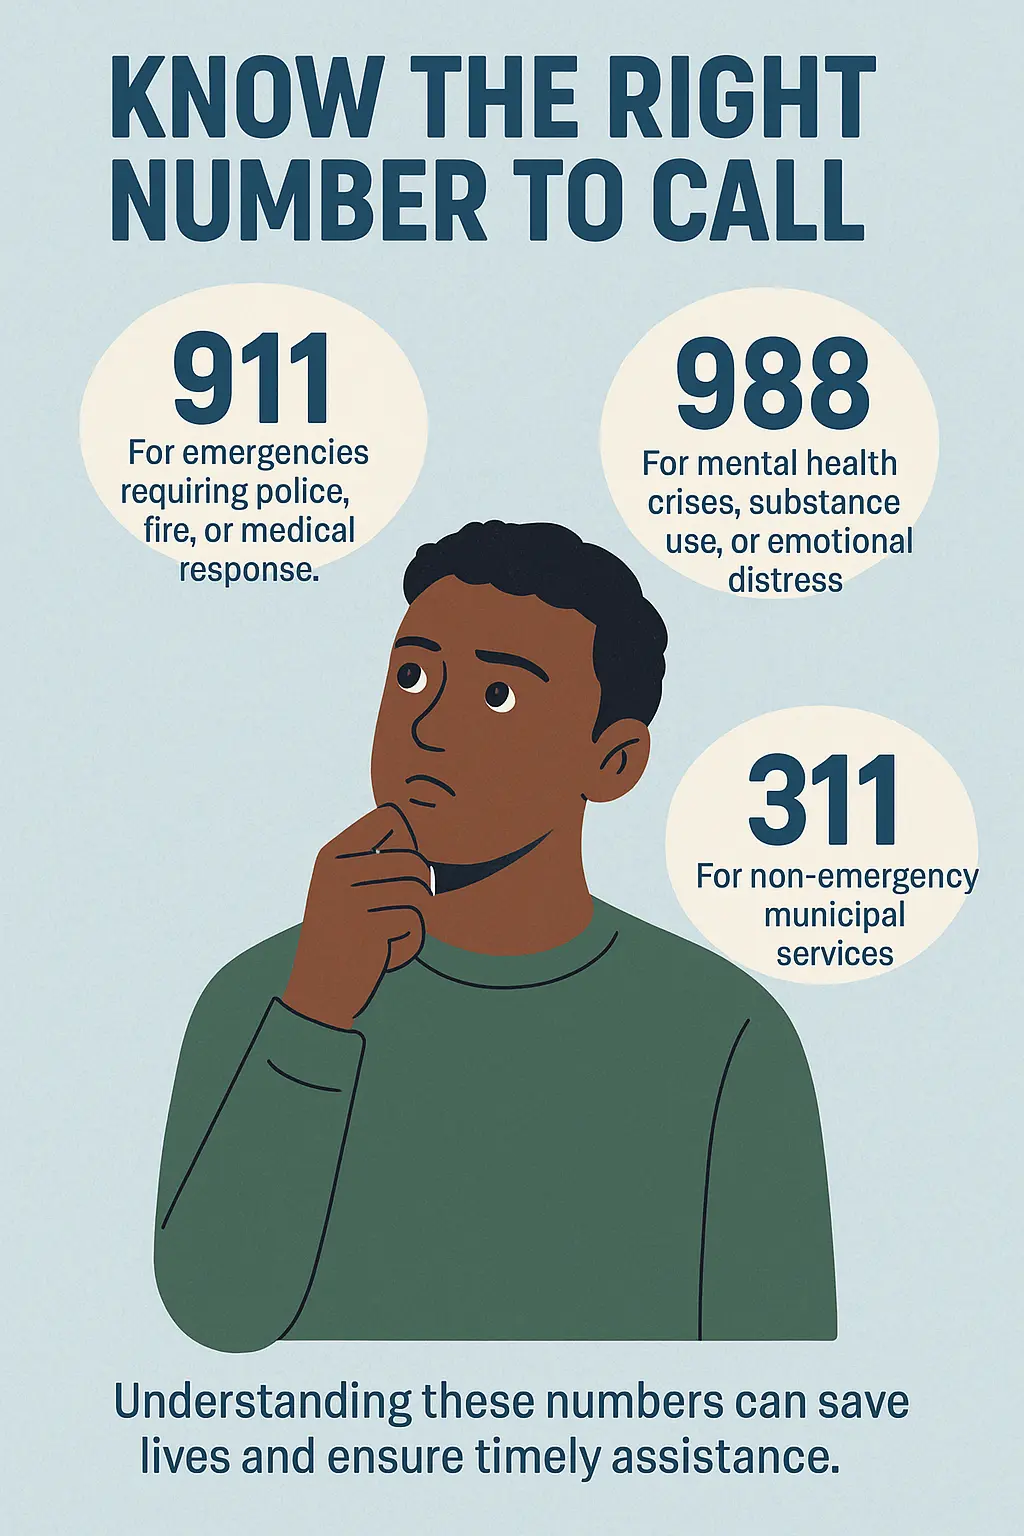 KNOW THE RIGHT
NUMBER TO CALL
911
For emergencies
requiring police,
fire, or medical
response.
988
For mental health
crises, substance
use, or emotional
distress
311
For non-emergency
municipal
services
Understanding these numbers can save
lives and ensure timely assistance.